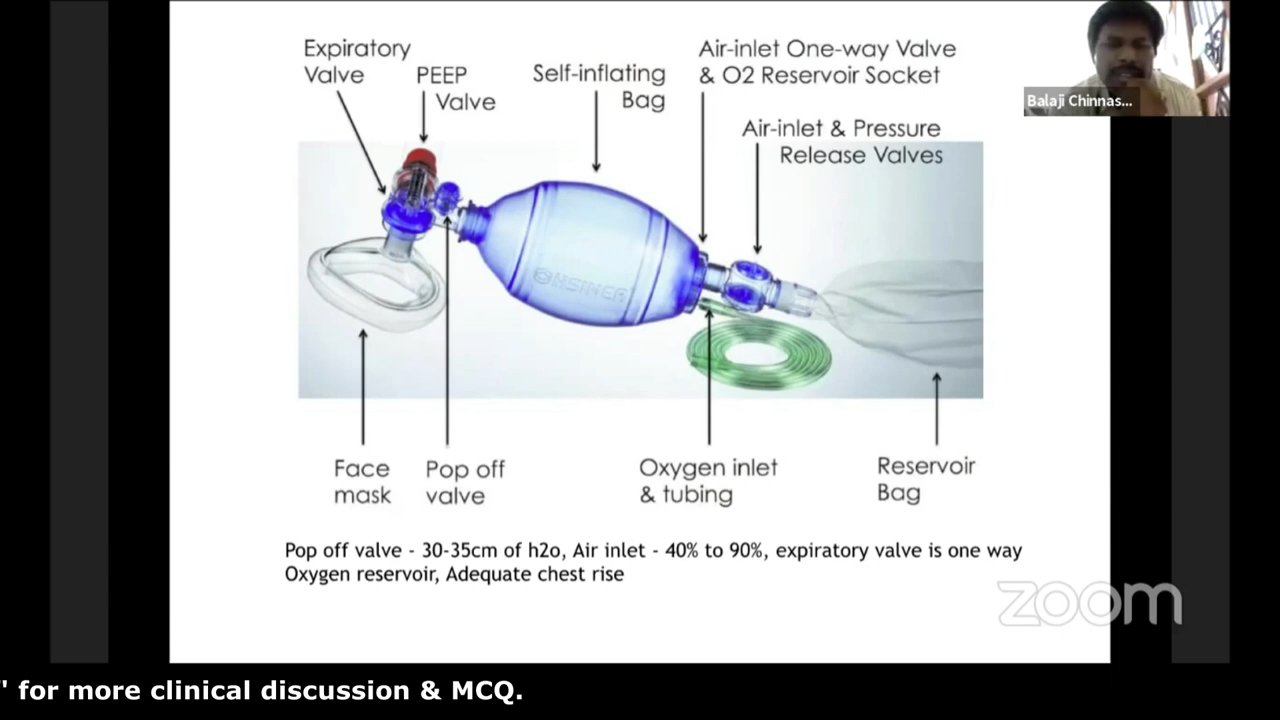 Expiratory
Valve
PEEP
Valve
Self-inflating
Bag
Air-inlet One-way Valve
& O2 Reservoir Socket
Air-inlet & Pressure
Release Valves
Balaji Chinnas...
Face
mask
Pop off
valve
Oxygen inlet
& tubing
Reservoir
Bag
Pop off valve - 30-35cm of h2o, Air inlet - 40% to 90%, expiratory valve is one way
Oxygen reservoir, Adequate chest rise
zoom
" for more clinical discussion & MCQ.